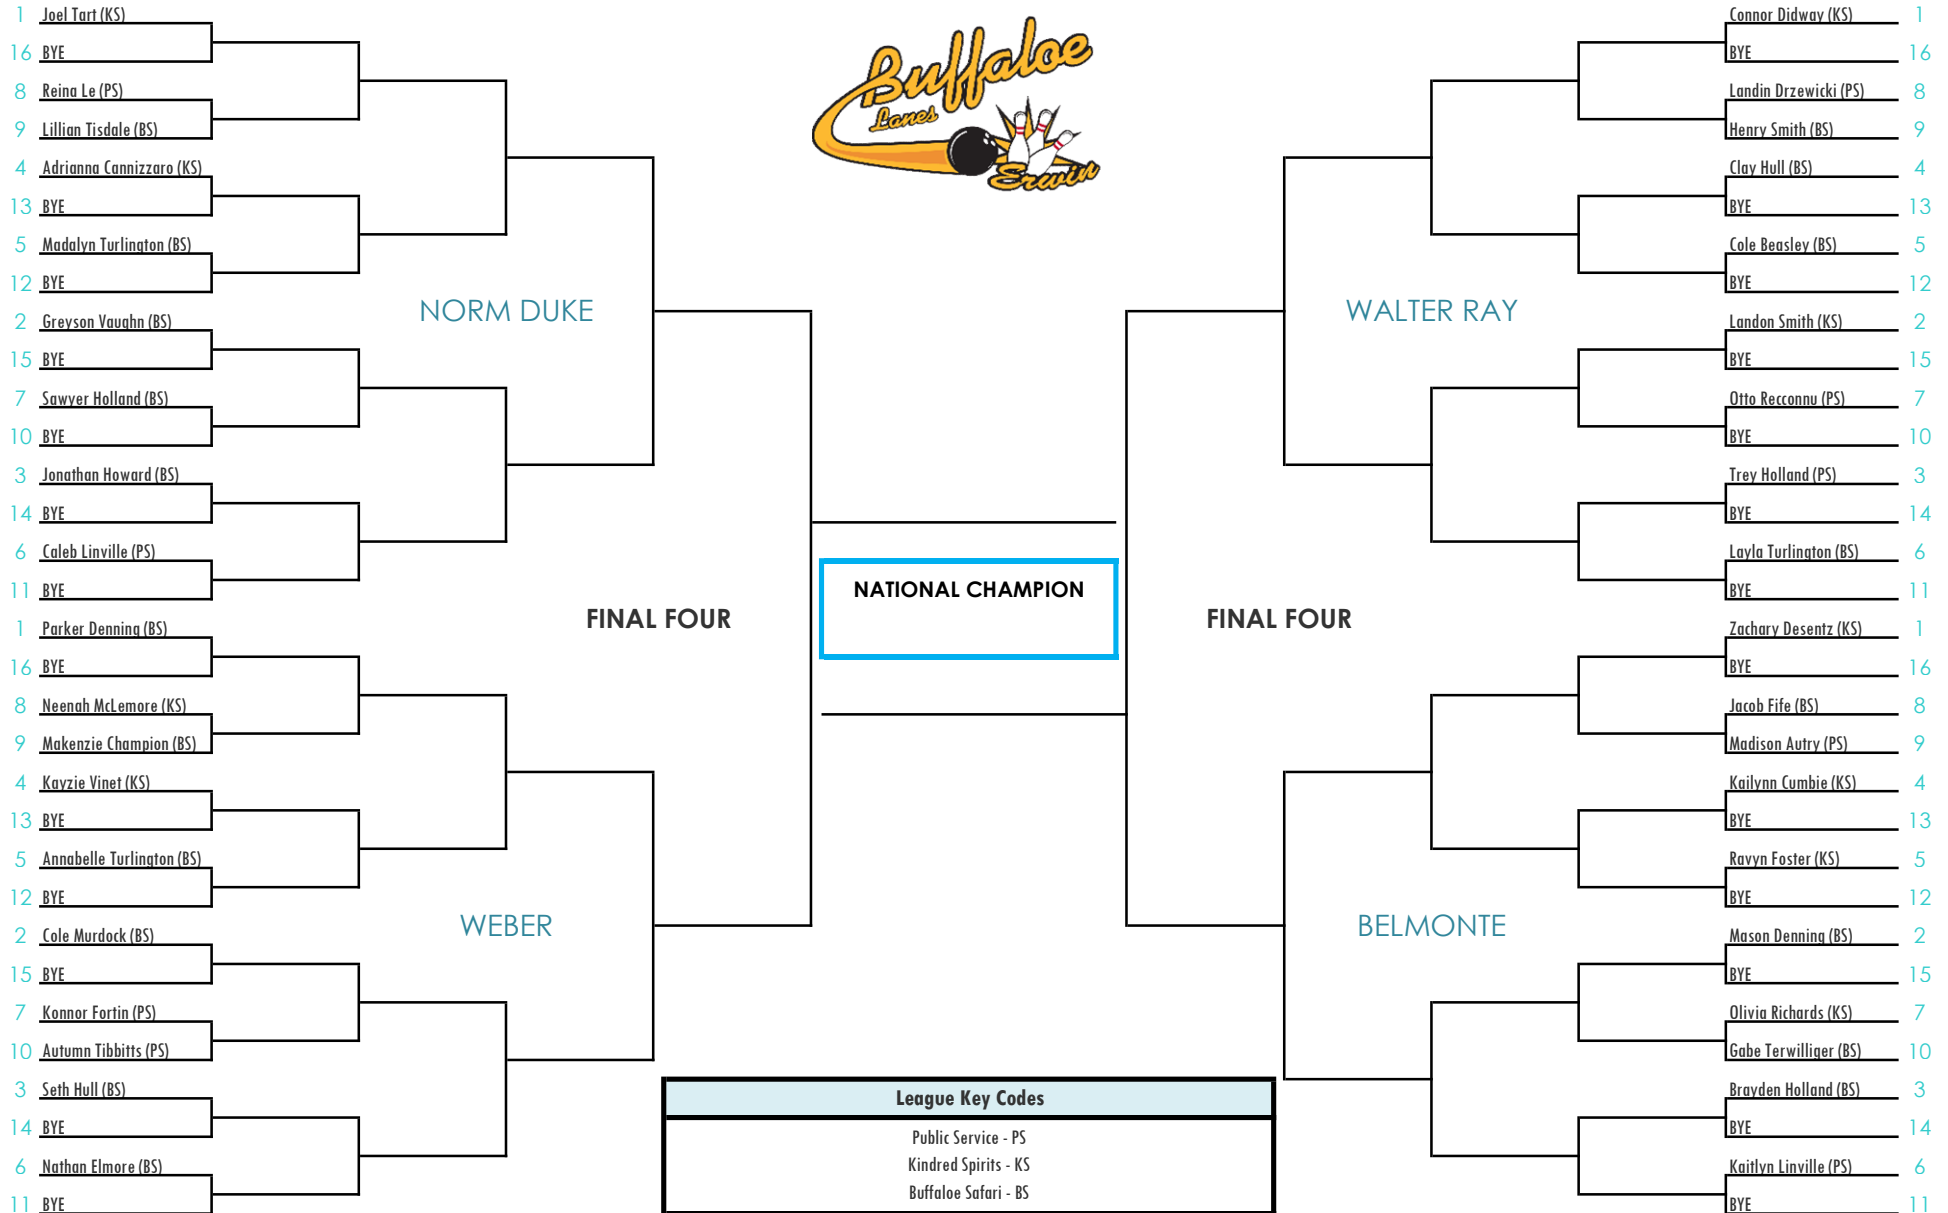 Buffaloe
Lanes
Erwin
1 Joel Tart (KS)
16 BYE
8 Reina Le (PS)
9 Lillian Tisdale (BS)
4 Adrianna Cannizzaro (KS)
13 BYE
5 Madalyn Turlington (BS)
12 BYE
NORM DUKE
2 Greyson Vaughn (BS)
15 BYE
7 Sawyer Holland (BS)
10 BYE
3 Jonathan Howard (BS)
14 BYE
6 Caleb Linville (PS)
11 BYE
FINAL FOUR
1 Parker Denning (BS)
16 BYE
8 Neenah McLemore (KS)
9 Makenzie Champion (BS)
4 Kayzie Vinet (KS)
13 BYE
5 Annabelle Turlington (BS)
12 BYE
WEBER
2 Cole Murdock (BS)
15 BYE
7 Konnor Fortin (PS)
10 Autumn Tibbitts (PS)
3 Seth Hull (BS)
14 BYE
6 Nathan Elmore (BS)
11 BYE
NATIONAL CHAMPION
Connor Didway (KS) 1
BYE 16
Landin Drzewicki (PS) 8
Henry Smith (BS) 9
Clay Hull (BS) 4
BYE 13
Cole Beasley (BS) 5
BYE 12
WALTER RAY
Landon Smith (KS) 2
BYE 15
Otto Recconnu (PS) 7
BYE 10
Trey Holland (PS) 3
BYE 14
Layla Turlington (BS) 6
BYE 11
FINAL FOUR
Zachary Desentz (KS) 1
BYE 16
Jacob Fife (BS) 8
Madison Autry (PS) 9
Kailynn Cumbie (KS) 4
BYE 13
Ravyn Foster (KS) 5
BYE 12
BELMONTE
Mason Denning (BS) 2
BYE 15
Olivia Richards (KS) 7
Gabe Terwilliger (BS) 10
Brayden Holland (BS) 3
BYE 14
Kaitlyn Linville (PS) 6
BYE 11
League Key Codes
Public Service - PS
Kindred Spirits - KS
Buffaloe Safari - BS